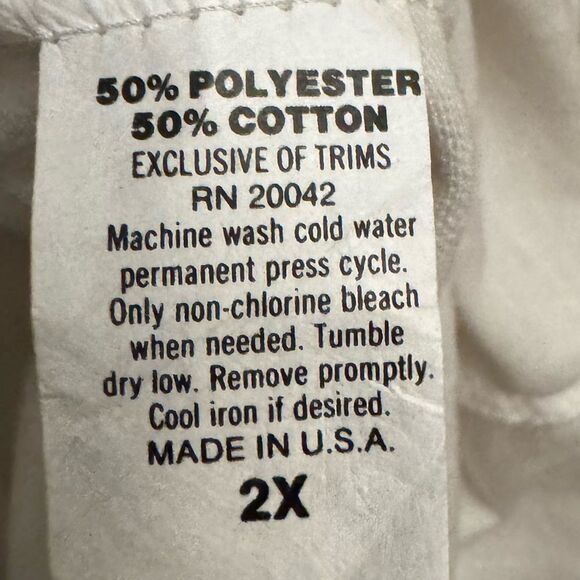 50% POLYESTER
50% COTTON
EXCLUSIVE OF TRIMS
RN 20042
Machine wash cold water
permanent press cycle.
Only non-chlorine bleach
when needed. Tumble
dry low. Remove promptly.
Cool iron if desired.
MADE IN U.S.A.
2X